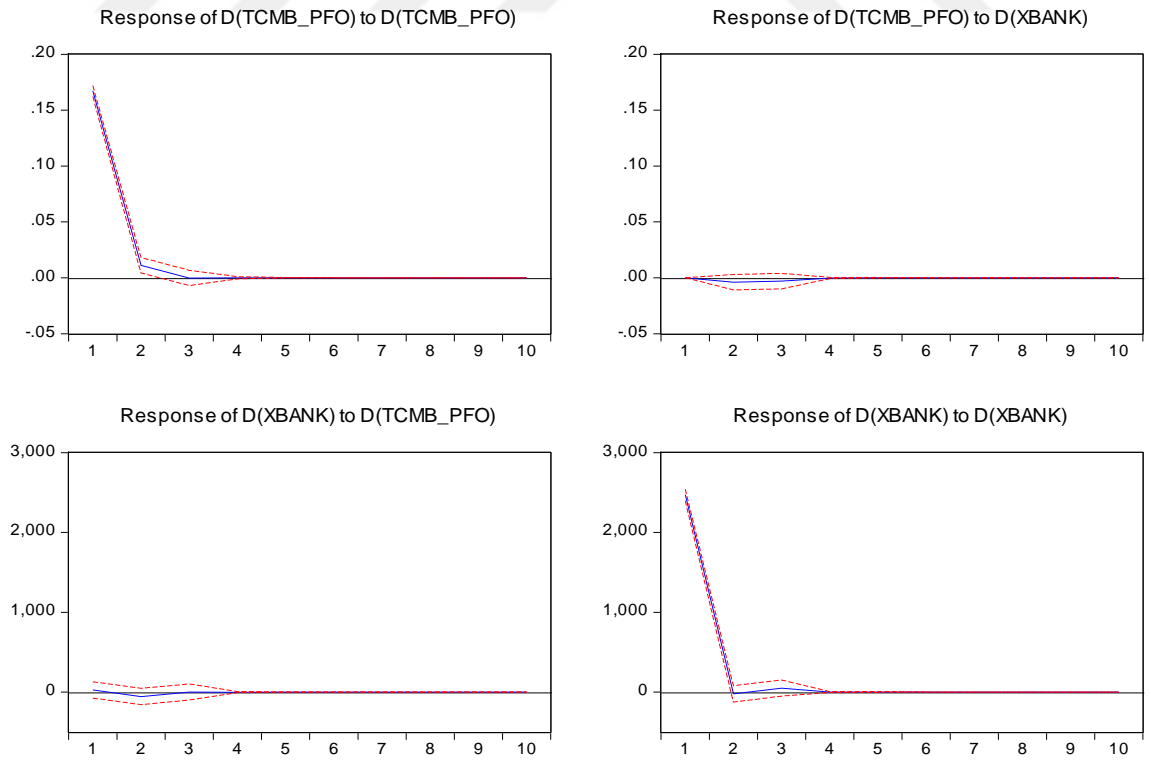 Response of D(TCMB_PFO) to D(TCMB_PFO)
.20
.15
.10
.05
.00
-.05
1 2 3 4 5 6 7 8 9 10
Response of D(TCMB_PFO) to D(XBANK)
.20
.15
.10
.05
.00
-.05
1 2 3 4 5 6 7 8 9 10
Response of D(XBANK) to D(TCMB_PFO)
3,000
2,000
1,000
0
1 2 3 4 5 6 7 8 9 10
Response of D(XBANK) to D(XBANK)
3,000
2,000
1,000
0
1 2 3 4 5 6 7 8 9 10